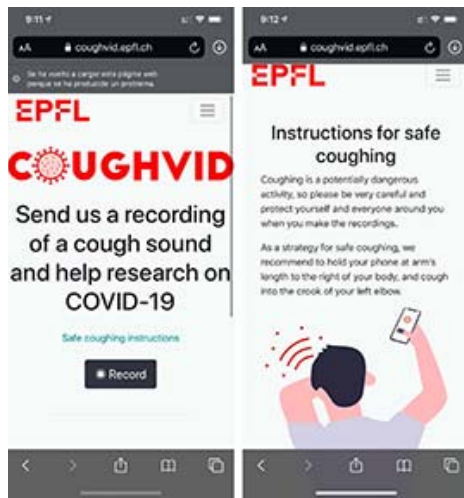 9:11
AA coughvid.epfl.ch
Se ha vuelto a cargar esta página web
porque se ha producido un problema.
EPFL
COUGHVID
Send us a recording
of a cough sound
and help research on
COVID-19
Safe coughing instructions
Record
9:12
AA coughvid.epfl.ch
EPFL
Instructions for safe
coughing
Coughing is a potentially dangerous
activity, so please be very careful and
protect yourself and everyone around you
when you make the recordings.
As a strategy for safe coughing, we
recommend to hold your phone at arm's
length to the right of your body, and cough
into the crook of your left elbow.